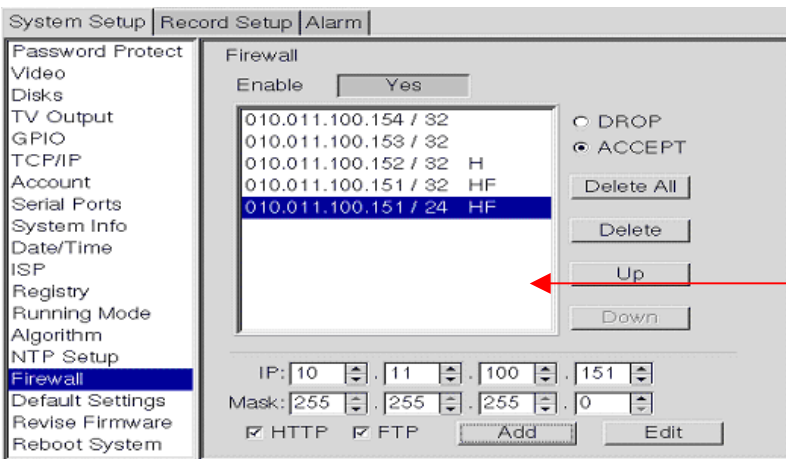 System Setup Record Setup Alarm
Password Protect
Video
Disks
TV Output
GPIO
TCP/IP
Account
Serial Ports
System Info
Date/Time
ISP
Registry
Running Mode
Algorithm
NTP Setup
Firewall
Default Settings
Revise Firmware
Reboot System
Firewall
Enable Yes
010.011.100.154 / 32
010.011.100.153 / 32
010.011.100.152 / 32 H
010.011.100.151 / 32 HF
010.011.100.151 / 24 HF
DROP
ACCEPT
Delete All
Delete
Up
Down
IP: 10 . 11 . 100 . 151
Mask: 255 . 255 . 255 . 0
HTTP FTP Add Edit